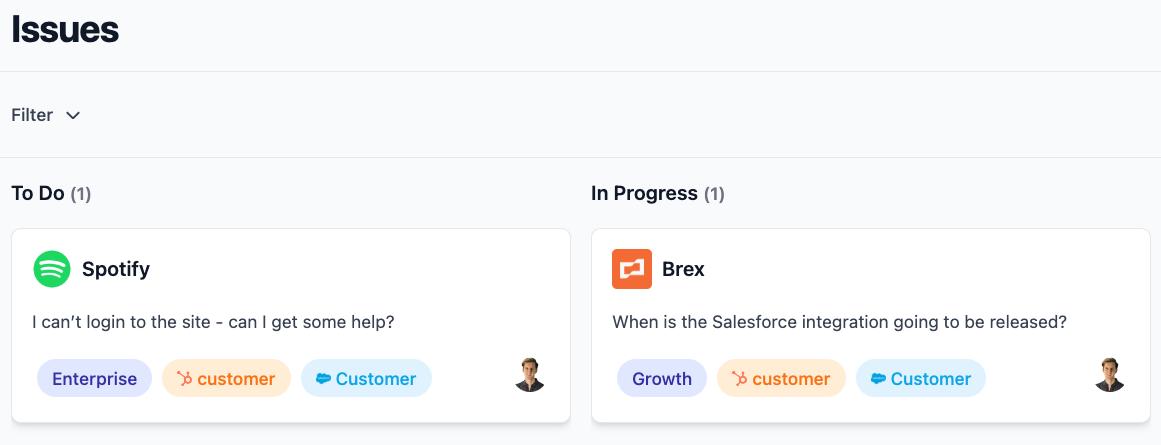 Issues
Filter
To Do (1)
Spotify
I can’t login to the site - can I get some help?
Enterprise customer Customer
In Progress (1)
Brex
When is the Salesforce integration going to be released?
Growth customer Customer